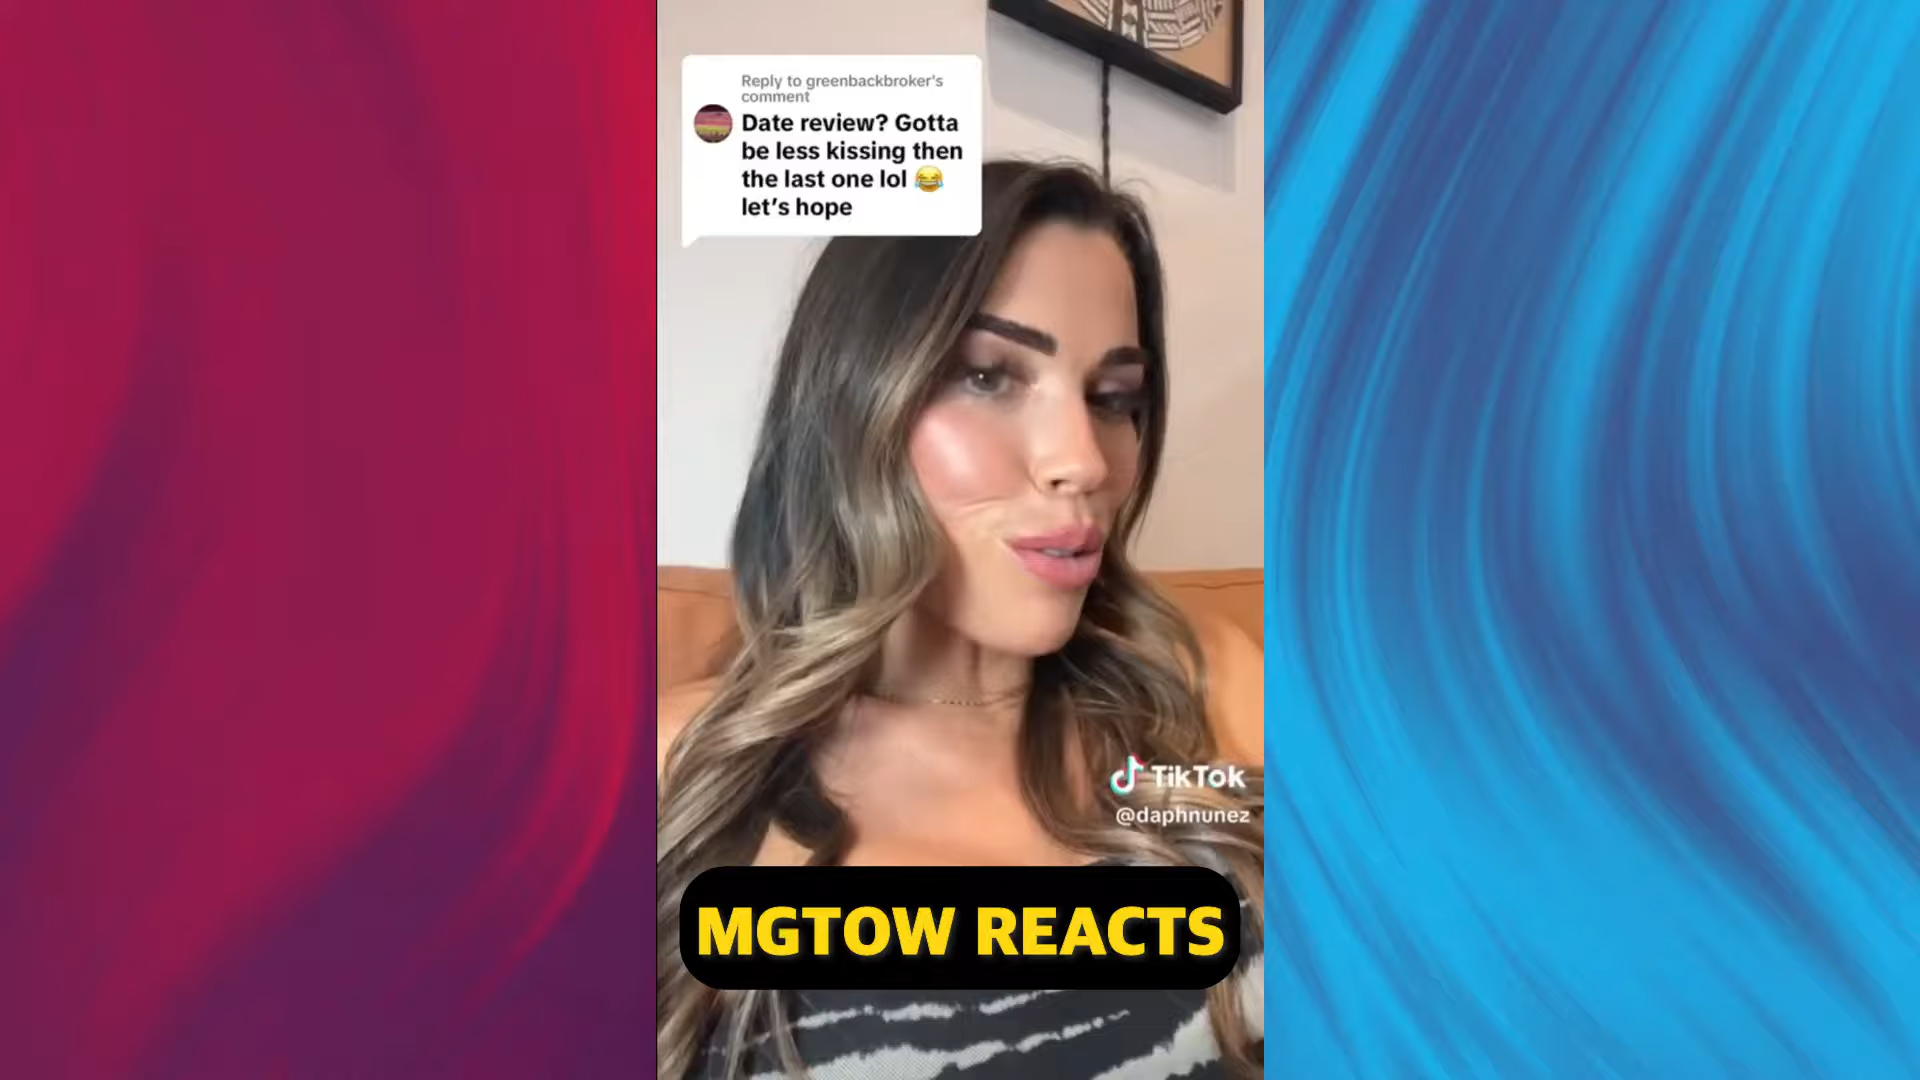 Reply to greenbackbroker's
comment
Date review? Gotta
be less kissing then
the last one lol 😂
let’s hope
TikTok
@daphnunez
MGTOW REACTS